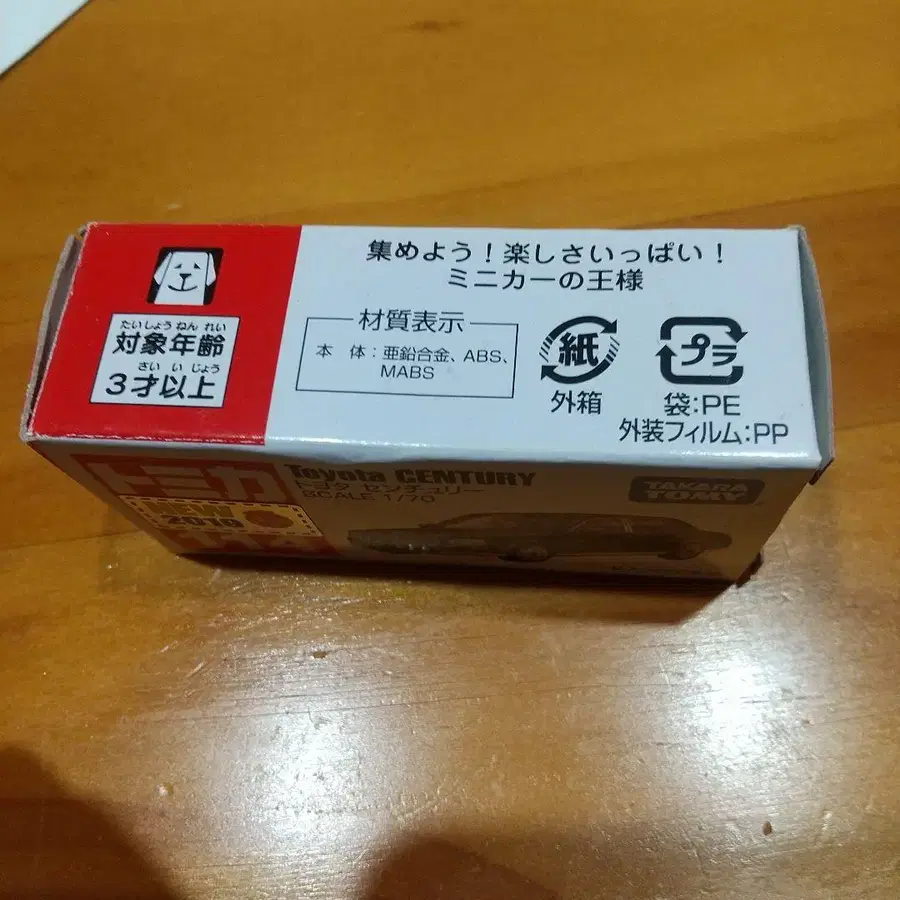 集めよう！楽しさいっぱい！
ミニカーの王様
たいしょう ねん れい
対象年齢
さい い じょう
3才以上
材質表示
本 体：亜鉛合金、ABS、
MABS
紙
外箱
プラ
袋：PE
外装フィルム：PP
トミカ
Toyota CENTURY
トヨタ センチュリー
SCALE 1/70
NEW
2019
TAKARA
TOMY